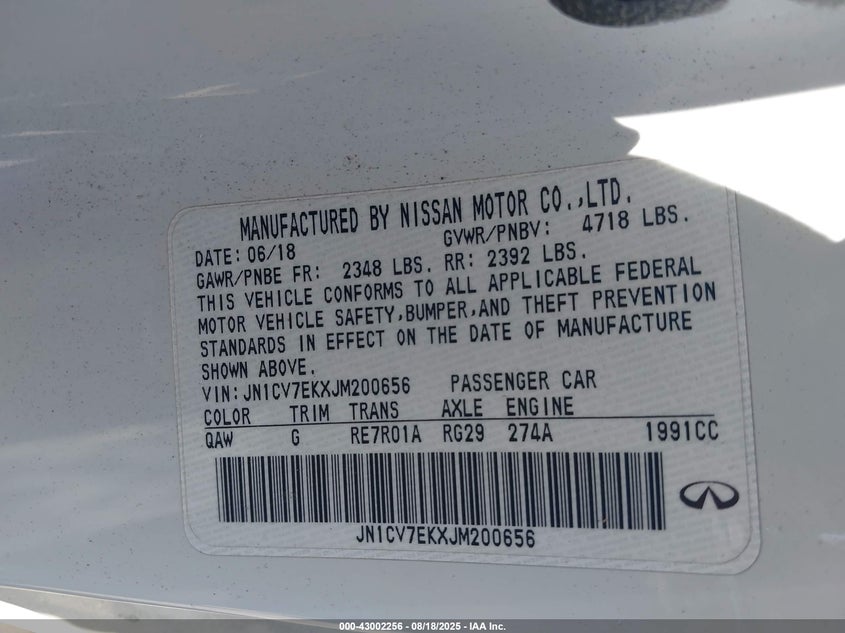 MANUFACTURED BY NISSAN MOTOR CO.,LTD.
DATE: 06/18 GVWR/PNBV: 4718 LBS.
GAWR/PNBE FR: 2348 LBS. RR: 2392 LBS.
THIS VEHICLE CONFORMS TO ALL APPLICABLE FEDERAL
MOTOR VEHICLE SAFETY,BUMPER,AND THEFT PREVENTION
STANDARDS IN EFFECT ON THE DATE OF MANUFACTURE
SHOWN ABOVE.
VIN:JN1CV7EKXJM200656 PASSENGER CAR
COLOR TRIM TRANS AXLE ENGINE
QAW G RE7R01A RG29 274A 1991CC
JN1CV7EKXJM200656
000-43002256 - 08/18/2025 - IAA Inc.